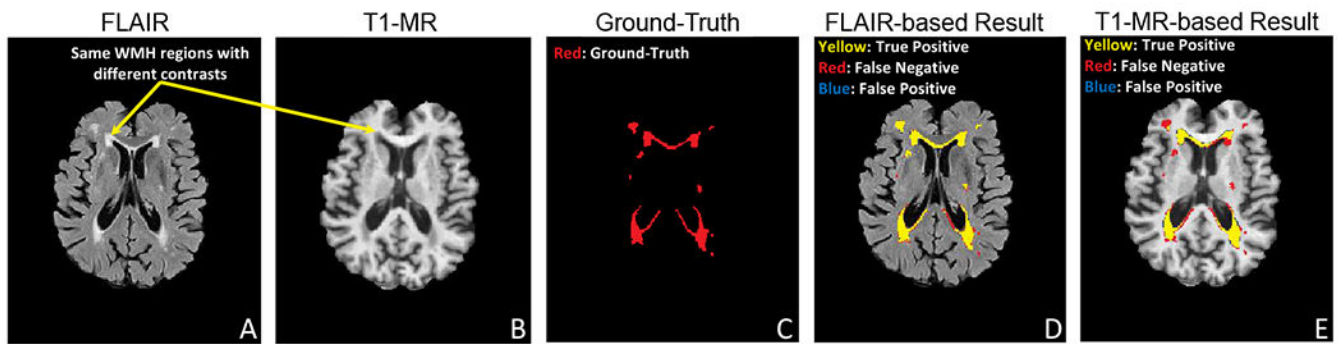 FLAIR
T1-MR
Ground-Truth
FLAIR-based Result
T1-MR-based Result
Same WMH regions with
different contrasts
Red: Ground-Truth
Yellow: True Positive
Red: False Negative
Blue: False Positive
Yellow: True Positive
Red: False Negative
Blue: False Positive
A
B
C
D
E